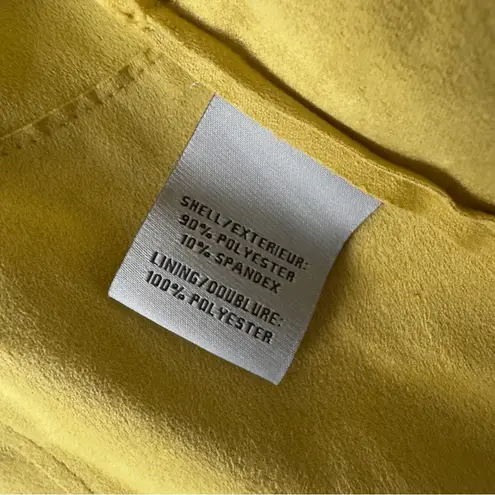 SHELL/EXTERIEUR:
90% POLYESTER
10% SPANDEX
LINING/DOUBLURE:
100% POLYESTER